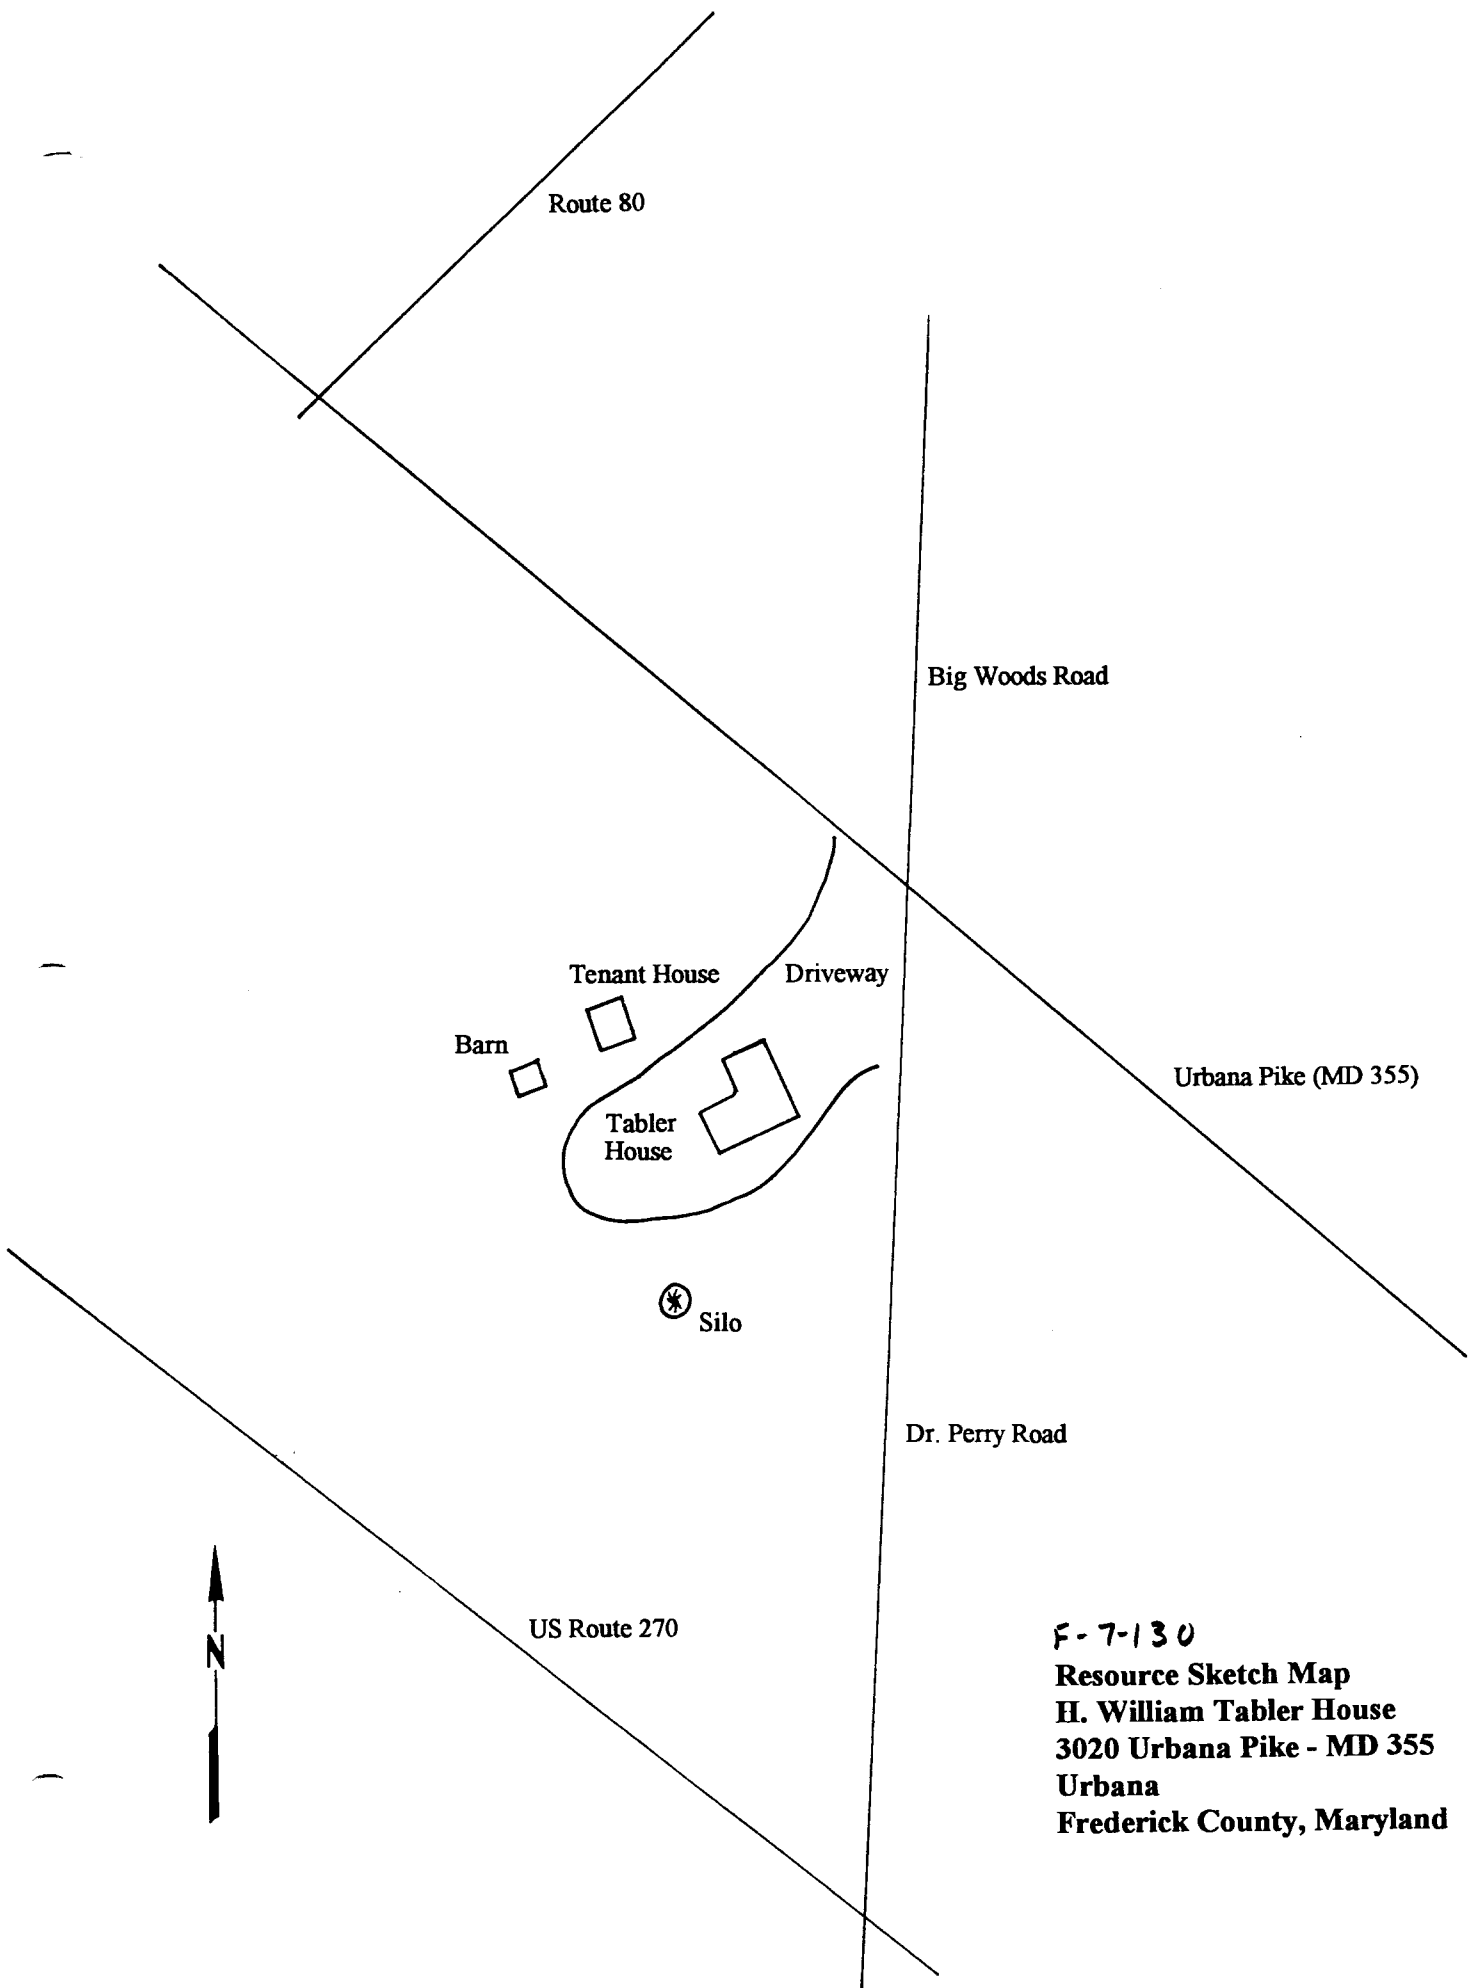 Route 80
Big Woods Road
Tenant House
Driveway
Barn
Urbana Pike (MD 355)
Tabler
House
Silo
Dr. Perry Road
US Route 270
N
F-7-130
Resource Sketch Map
H. William Tabler House
3020 Urbana Pike - MD 355
Urbana
Frederick County, Maryland